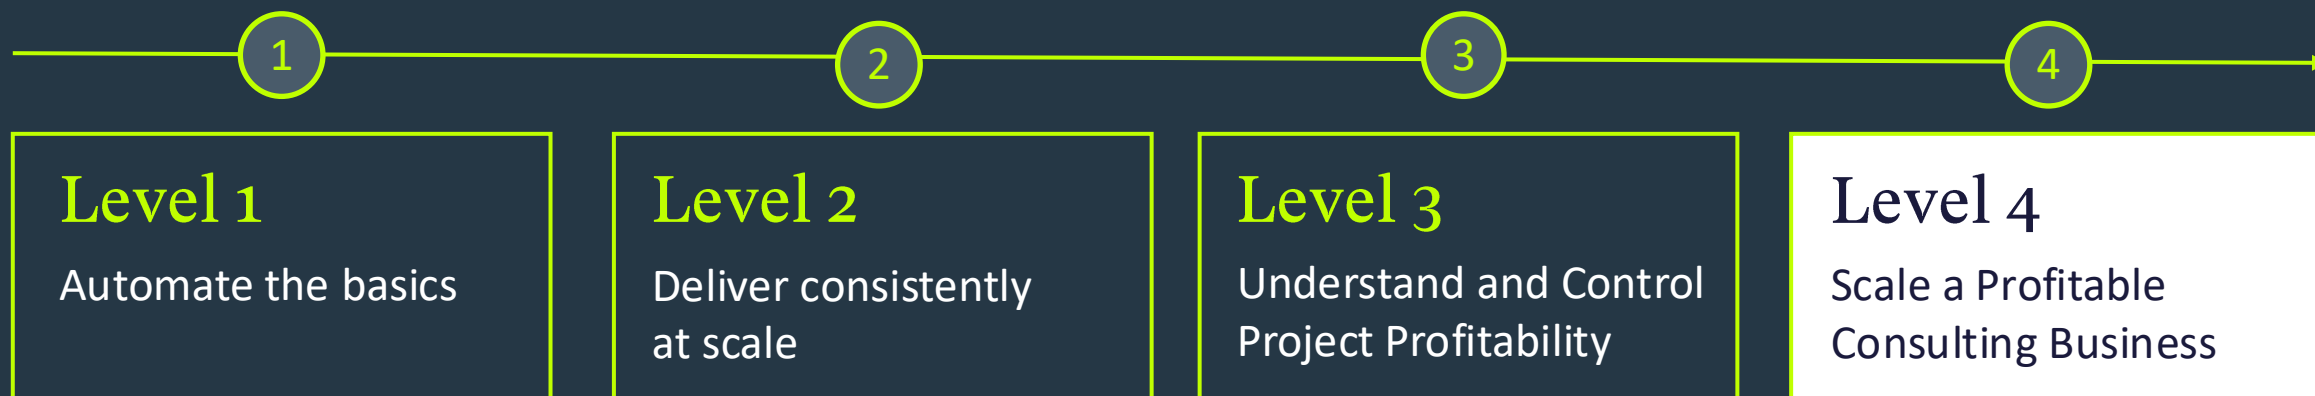 1
2
3
4
Level 1
Automate the basics
Level 2
Deliver consistently
at scale
Level 3
Understand and Control
Project Profitability
Level 4
Scale a Profitable
Consulting Business